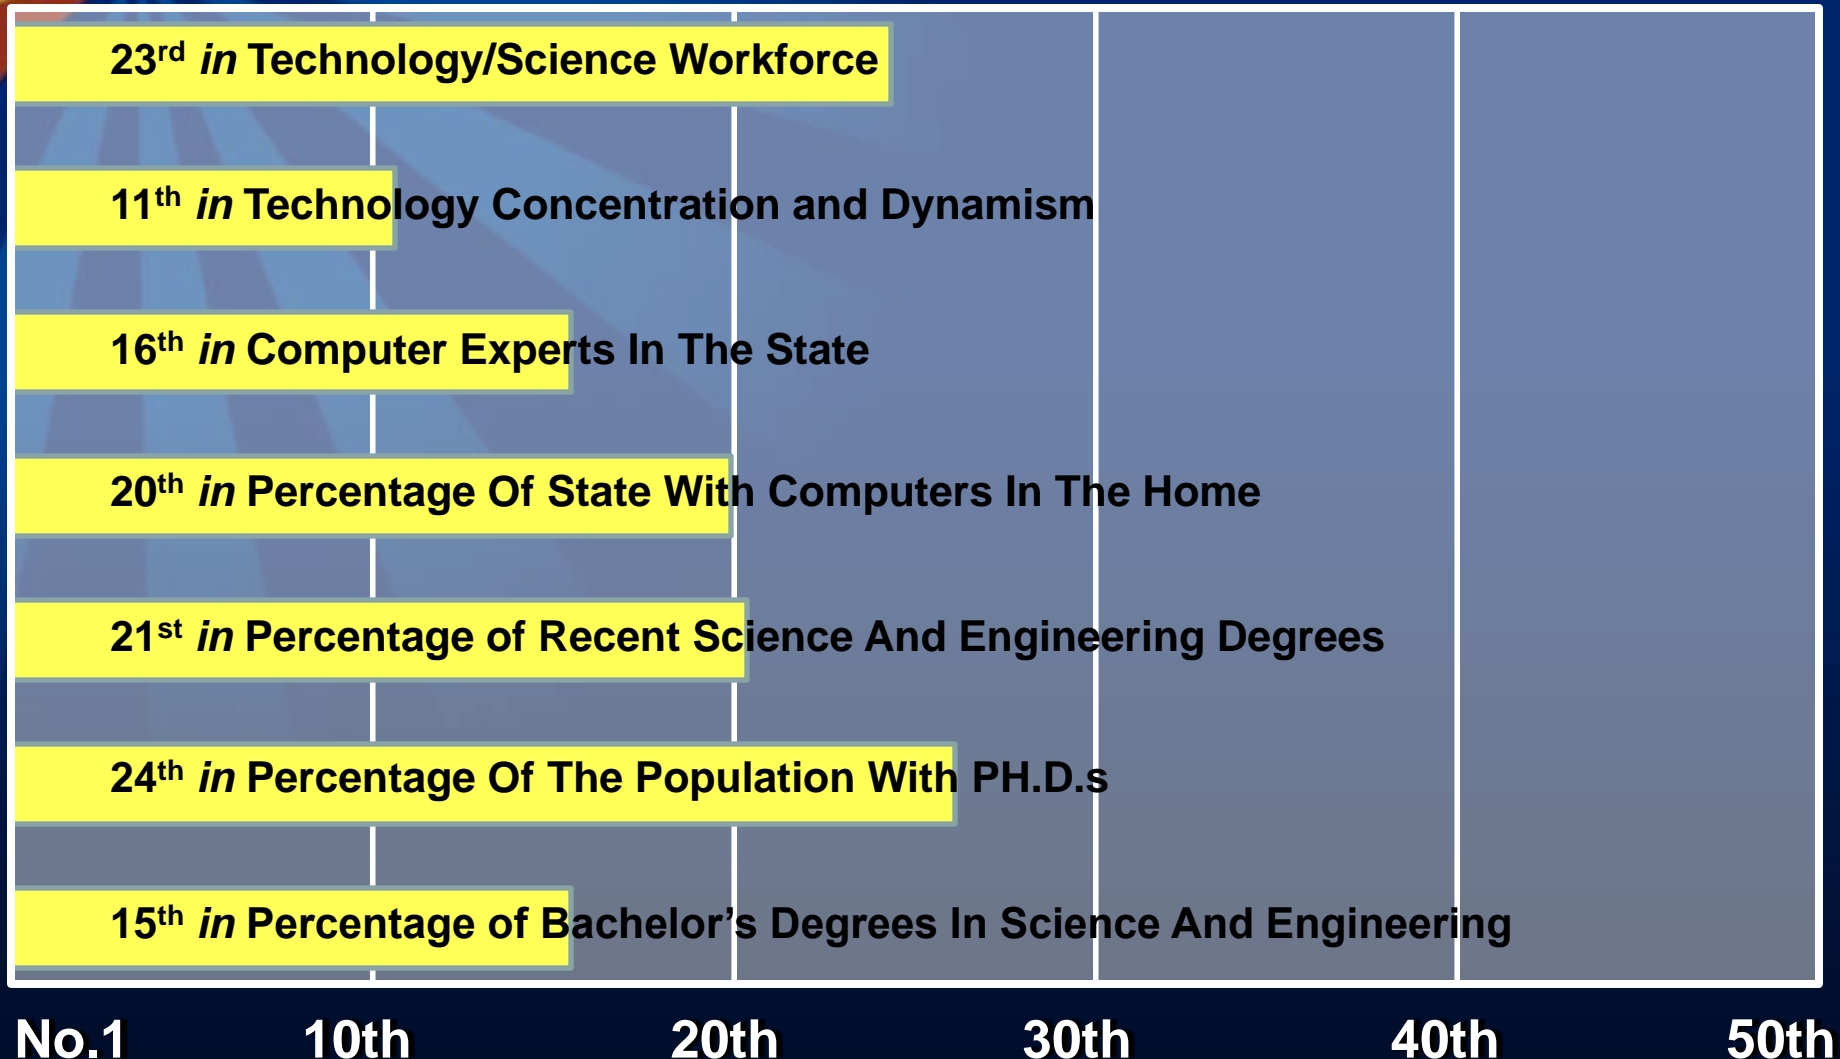 23rd in Technology/Science Workforce
11th in Technology Concentration and Dynamism
16th in Computer Experts In The State
20th in Percentage Of State With Computers In The Home
21st in Percentage of Recent Science And Engineering Degrees
24th in Percentage Of The Population With PH.D.s
15th in Percentage of Bachelor’s Degrees In Science And Engineering
No.1 10th 20th 30th 40th 50th